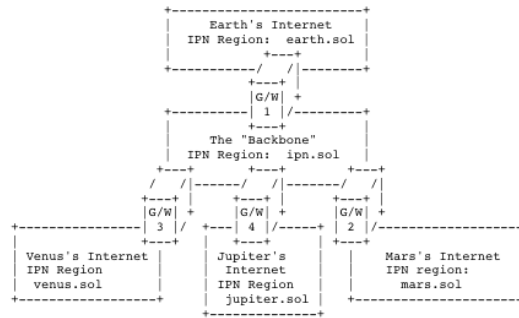 Earth's Internet
IPN Region:  earth.sol
G/W
1
The "Backbone"
IPN Region:  ipn.sol
G/W
3
G/W
4
G/W
2
Venus's Internet
IPN Region
venus.sol
Jupiter's
Internet
IPN Region
jupiter.sol
Mars's Internet
IPN region:
mars.sol